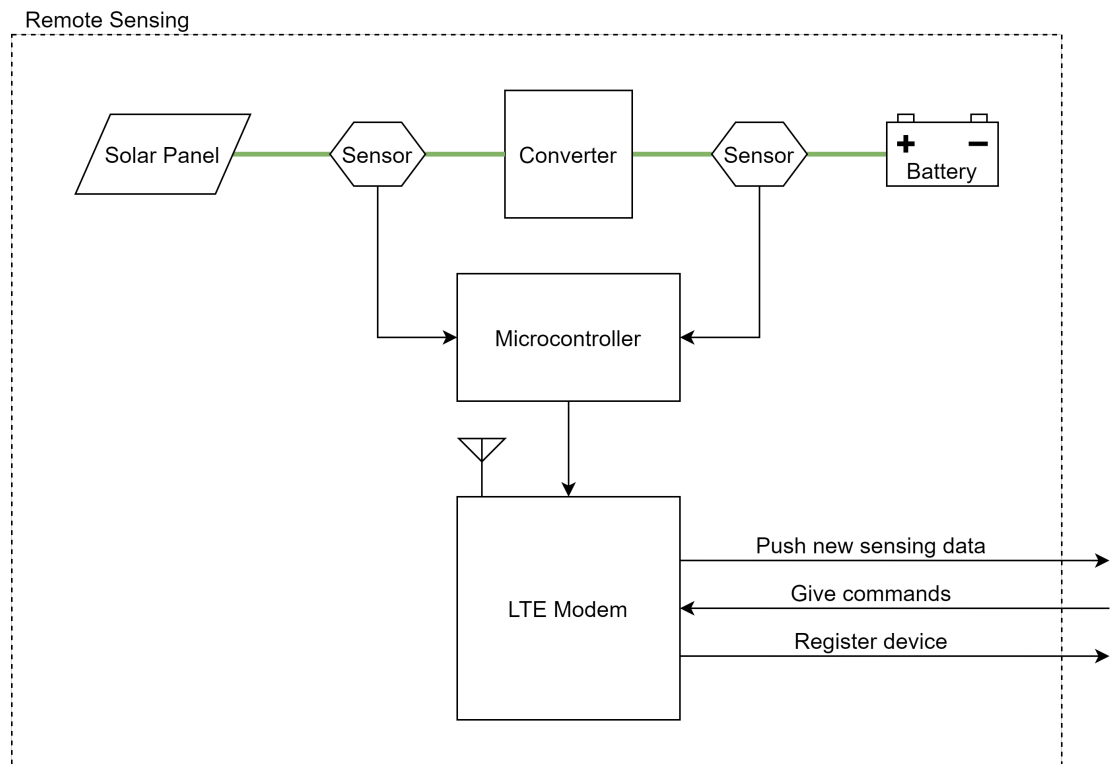 Remote Sensing
Solar Panel
Sensor
Converter
Sensor
+ -
Battery
Microcontroller
LTE Modem
Push new sensing data
Give commands
Register device